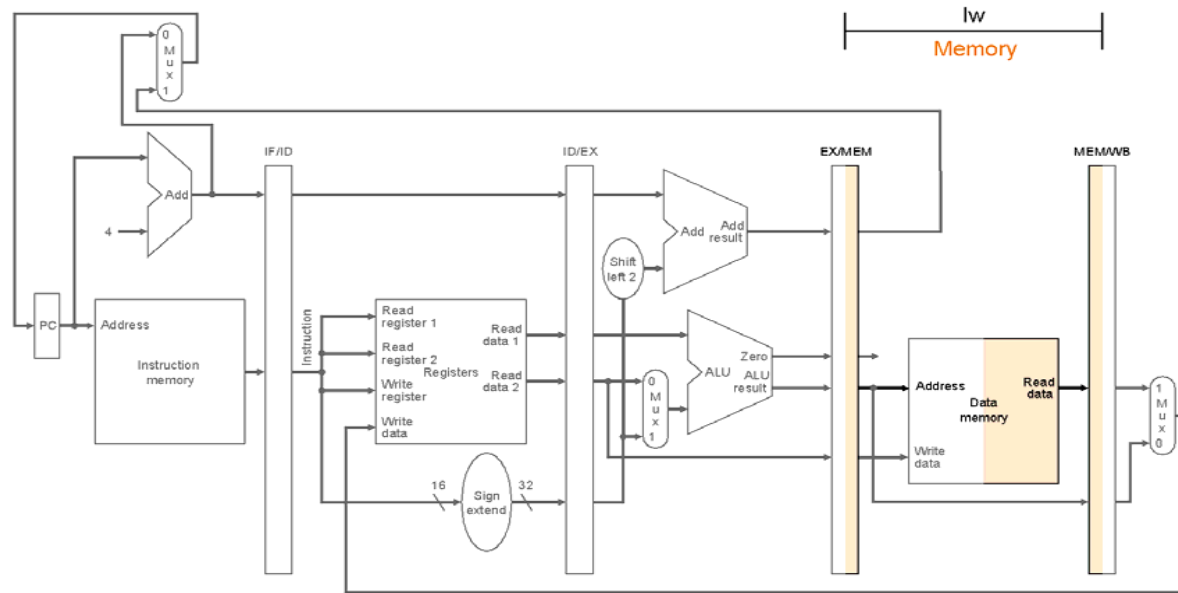 lw
Memory
0
M
u
x
1
IF/ID
ID/EX
EX/MEM
MEM/WB
Add
4
Add
Add
result
Shift
left 2
PC
Address
Instruction
memory
Instruction
Read
register 1
Read
register 2
Write
register
Write
data
Registers
Read
data 1
Read
data 2
0
M
u
x
1
Zero
ALU
ALU
result
Address
Read
data
Data
memory
Write
data
1
M
u
x
0
16
Sign
extend
32